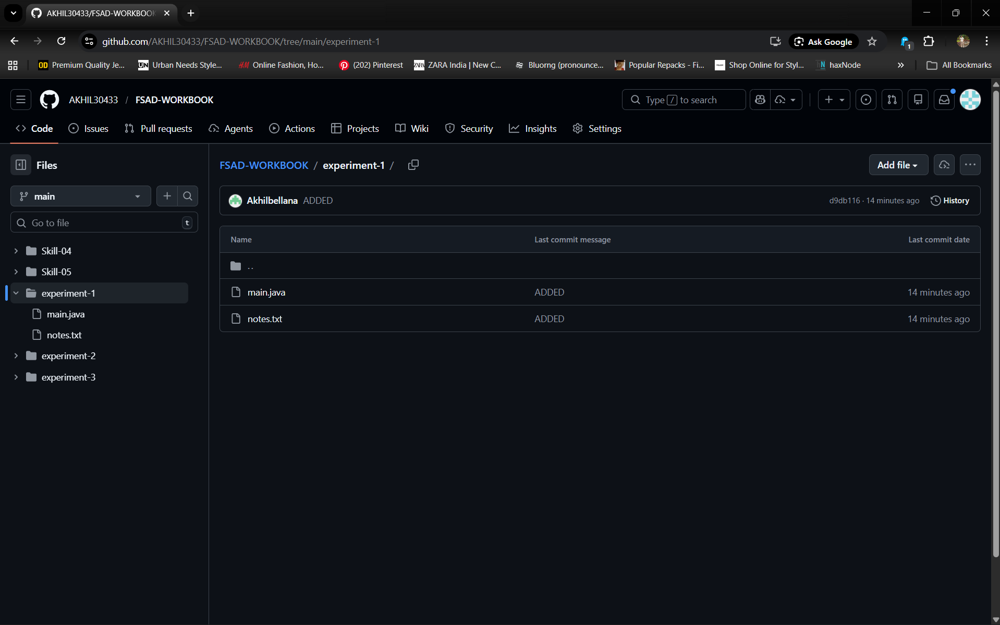 AKHIL30433/FSAD-WORKBOOK
github.com/AKHIL30433/FSAD-WORKBOOK/tree/main/experiment-1
Ask Google
1
OD Premium Quality Je...
UN Urban Needs Style...
H&M Online Fashion, Ho...
(202) Pinterest
ZARA ZARA India | New C...
Bluorng (pronounce...
Popular Repacks - Fi...
Shop Online for Styl...
N haxNode
All Bookmarks
AKHIL30433 / FSAD-WORKBOOK
Type / to search
Code
Issues
Pull requests
Agents
Actions
Projects
Wiki
Security
Insights
Settings
Files
main
Go to file
t
Skill-04
Skill-05
experiment-1
main.java
notes.txt
experiment-2
experiment-3
FSAD-WORKBOOK / experiment-1 /
Add file
Akhilbellana ADDED
d9db116 · 14 minutes ago
History
Name Last commit message Last commit date
..
main.java ADDED 14 minutes ago
notes.txt ADDED 14 minutes ago